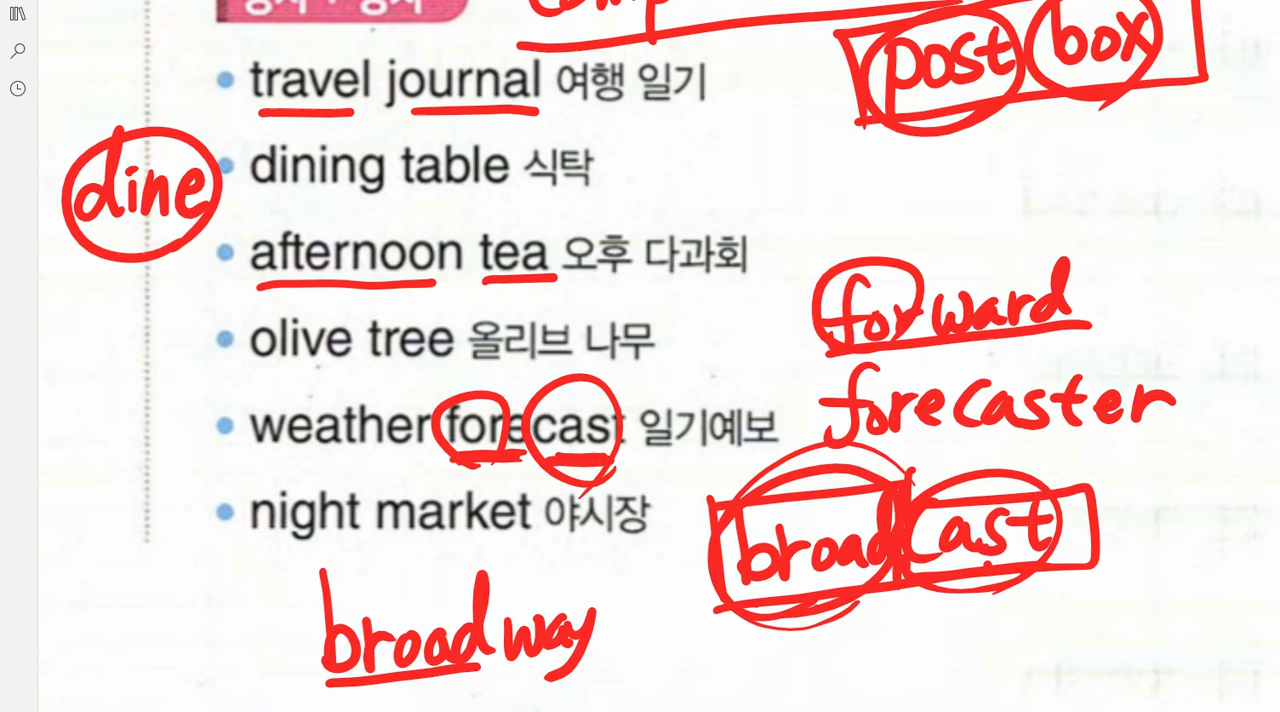 post box
travel journal 여행 일기
dine
dining table 식탁
afternoon tea 오후 다과회
forward
olive tree 올리브 나무
forecaster
weather forecast 일기예보
night market 야시장
broadcast
broadway